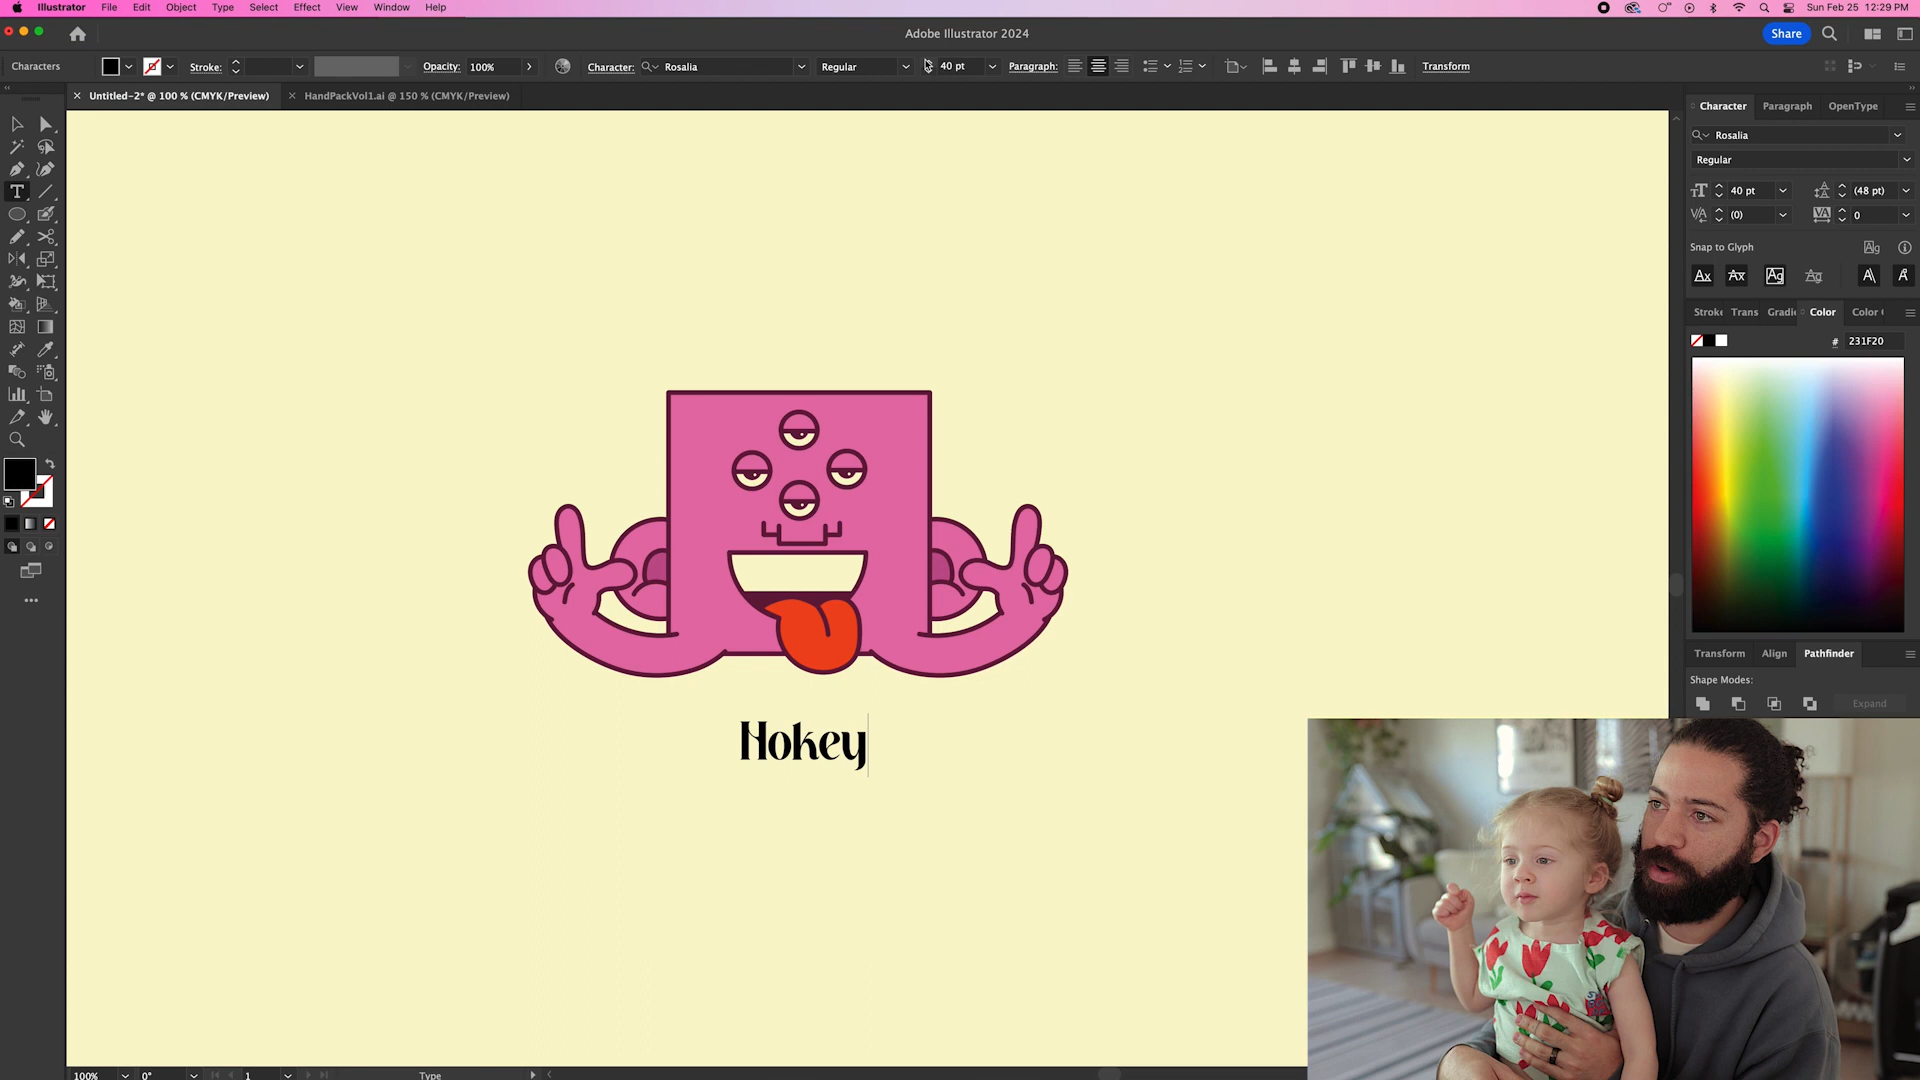 Illustrator File Edit Object Type Select Effect View Window Help Sun Feb 25 12:29 PM
Adobe Illustrator 2024 Share
Characters Stroke: Opacity: 100% Character: Rosalia Regular 40 pt Paragraph: Transform
Untitled-2* @ 100 % (CMYK/Preview) HandPackVol1.ai @ 150 % (CMYK/Preview)
Character Paragraph OpenType
Rosalia
Regular
40 pt (48 pt)
(0) 0
Snap to Glyph
Stroke Trans Gradi Color Color
# 231F20
Transform Align Pathfinder
Shape Modes:
Expand
Hokey
100% 0° 1 Type